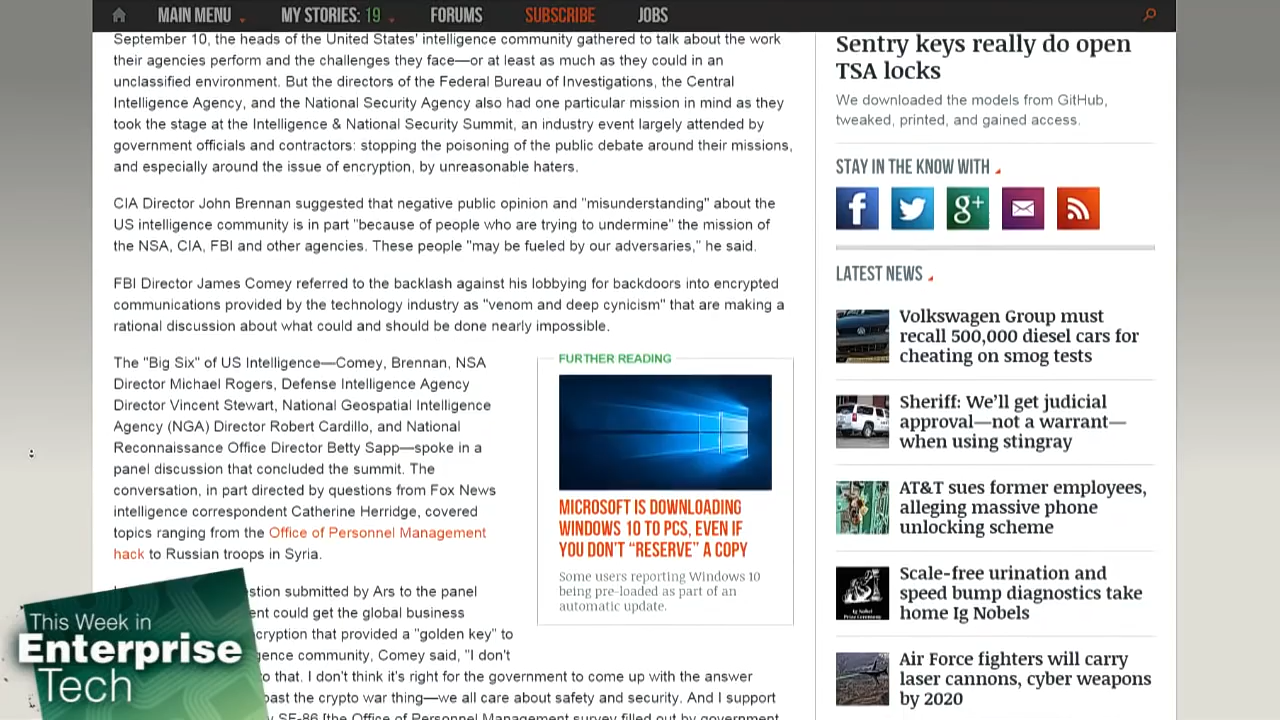 MAIN MENU
MY STORIES: 19
FORUMS
SUBSCRIBE
JOBS
September 10, the heads of the United States' intelligence community gathered to talk about the work
their agencies perform and the challenges they face—or at least as much as they could in an
unclassified environment. But the directors of the Federal Bureau of Investigations, the Central
Intelligence Agency, and the National Security Agency also had one particular mission in mind as they
took the stage at the Intelligence & National Security Summit, an industry event largely attended by
government officials and contractors: stopping the poisoning of the public debate around their missions,
and especially around the issue of encryption, by unreasonable haters.
CIA Director John Brennan suggested that negative public opinion and "misunderstanding" about the
US intelligence community is in part "because of people who are trying to undermine" the mission of
the NSA, CIA, FBI and other agencies. These people "may be fueled by our adversaries," he said.
FBI Director James Comey referred to the backlash against his lobbying for backdoors into encrypted
communications provided by the technology industry as "venom and deep cynicism" that are making a
rational discussion about what could and should be done nearly impossible.
The "Big Six" of US Intelligence—Comey, Brennan, NSA
Director Michael Rogers, Defense Intelligence Agency
Director Vincent Stewart, National Geospatial Intelligence
Agency (NGA) Director Robert Cardillo, and National
Reconnaissance Office Director Betty Sapp—spoke in a
panel discussion that concluded the summit. The
conversation, in part directed by questions from Fox News
intelligence correspondent Catherine Herridge, covered
topics ranging from the Office of Personnel Management
hack to Russian troops in Syria.
stion submitted by Ars to the panel
ent could get the global business
cryption that provided a "golden key" to
gence community, Comey said, "I don't
o that. I don't think it's right for the government to come up with the answer
past the crypto war thing—we all care about safety and security. And I support
SF-86 [the Office of Personnel Management survey filled out by government
FURTHER READING
MICROSOFT IS DOWNLOADING
WINDOWS 10 TO PCS, EVEN IF
YOU DON'T "RESERVE" A COPY
Some users reporting Windows 10
being pre-loaded as part of an
automatic update.
Sentry keys really do open
TSA locks
We downloaded the models from GitHub,
tweaked, printed, and gained access.
STAY IN THE KNOW WITH
f
g+
LATEST NEWS
Volkswagen Group must
recall 500,000 diesel cars for
cheating on smog tests
Sheriff: We'll get judicial
approval—not a warrant—
when using stingray
AT&T sues former employees,
alleging massive phone
unlocking scheme
Scale-free urination and
speed bump diagnostics take
home Ig Nobels
Air Force fighters will carry
laser cannons, cyber weapons
by 2020
This Week in
Enterprise
Tech